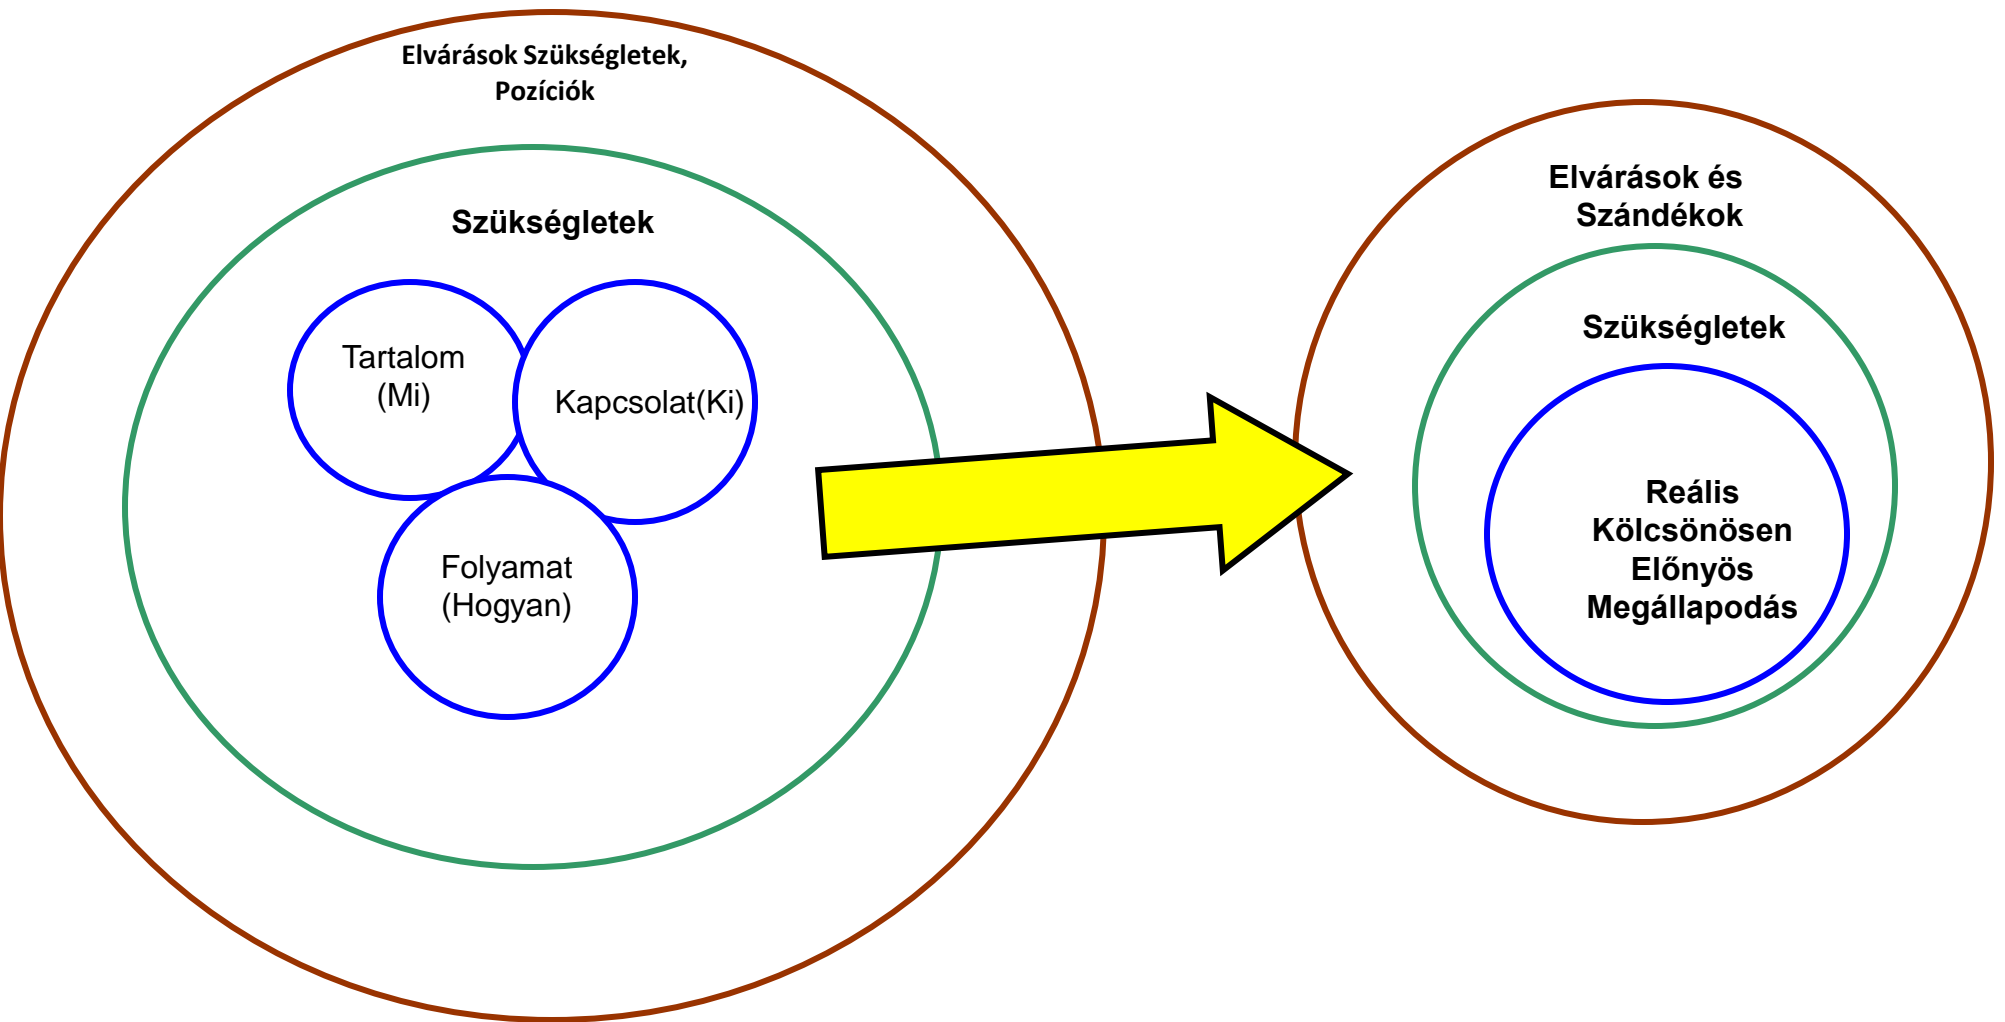 Elvárások Szükségletek,
Pozíciók
Szükségletek
Tartalom
(Mi)
Kapcsolat(Ki)
Folyamat
(Hogyan)
Elvárások és
Szándékok
Szükségletek
Reális
Kölcsönösen
Előnyös
Megállapodás